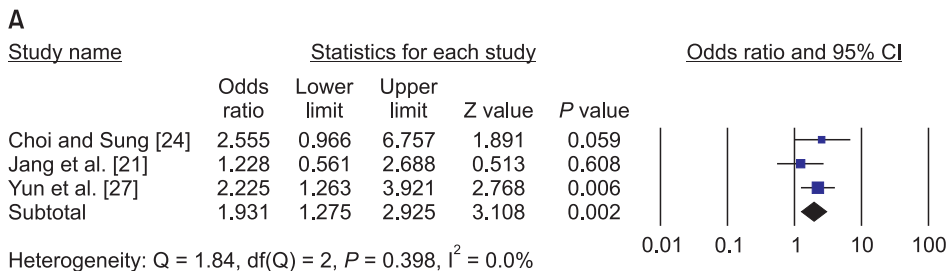 A
Study name Statistics for each study Odds ratio and 95% CI
Odds ratio Lower limit Upper limit Z value P value
Choi and Sung [24] 2.555 0.966 6.757 1.891 0.059
Jang et al. [21] 1.228 0.561 2.688 0.513 0.608
Yun et al. [27] 2.225 1.263 3.921 2.768 0.006
Subtotal 1.931 1.275 2.925 3.108 0.002
0.01 0.1 1 10 100
Heterogeneity: Q = 1.84, df(Q) = 2, P = 0.398, I² = 0.0%